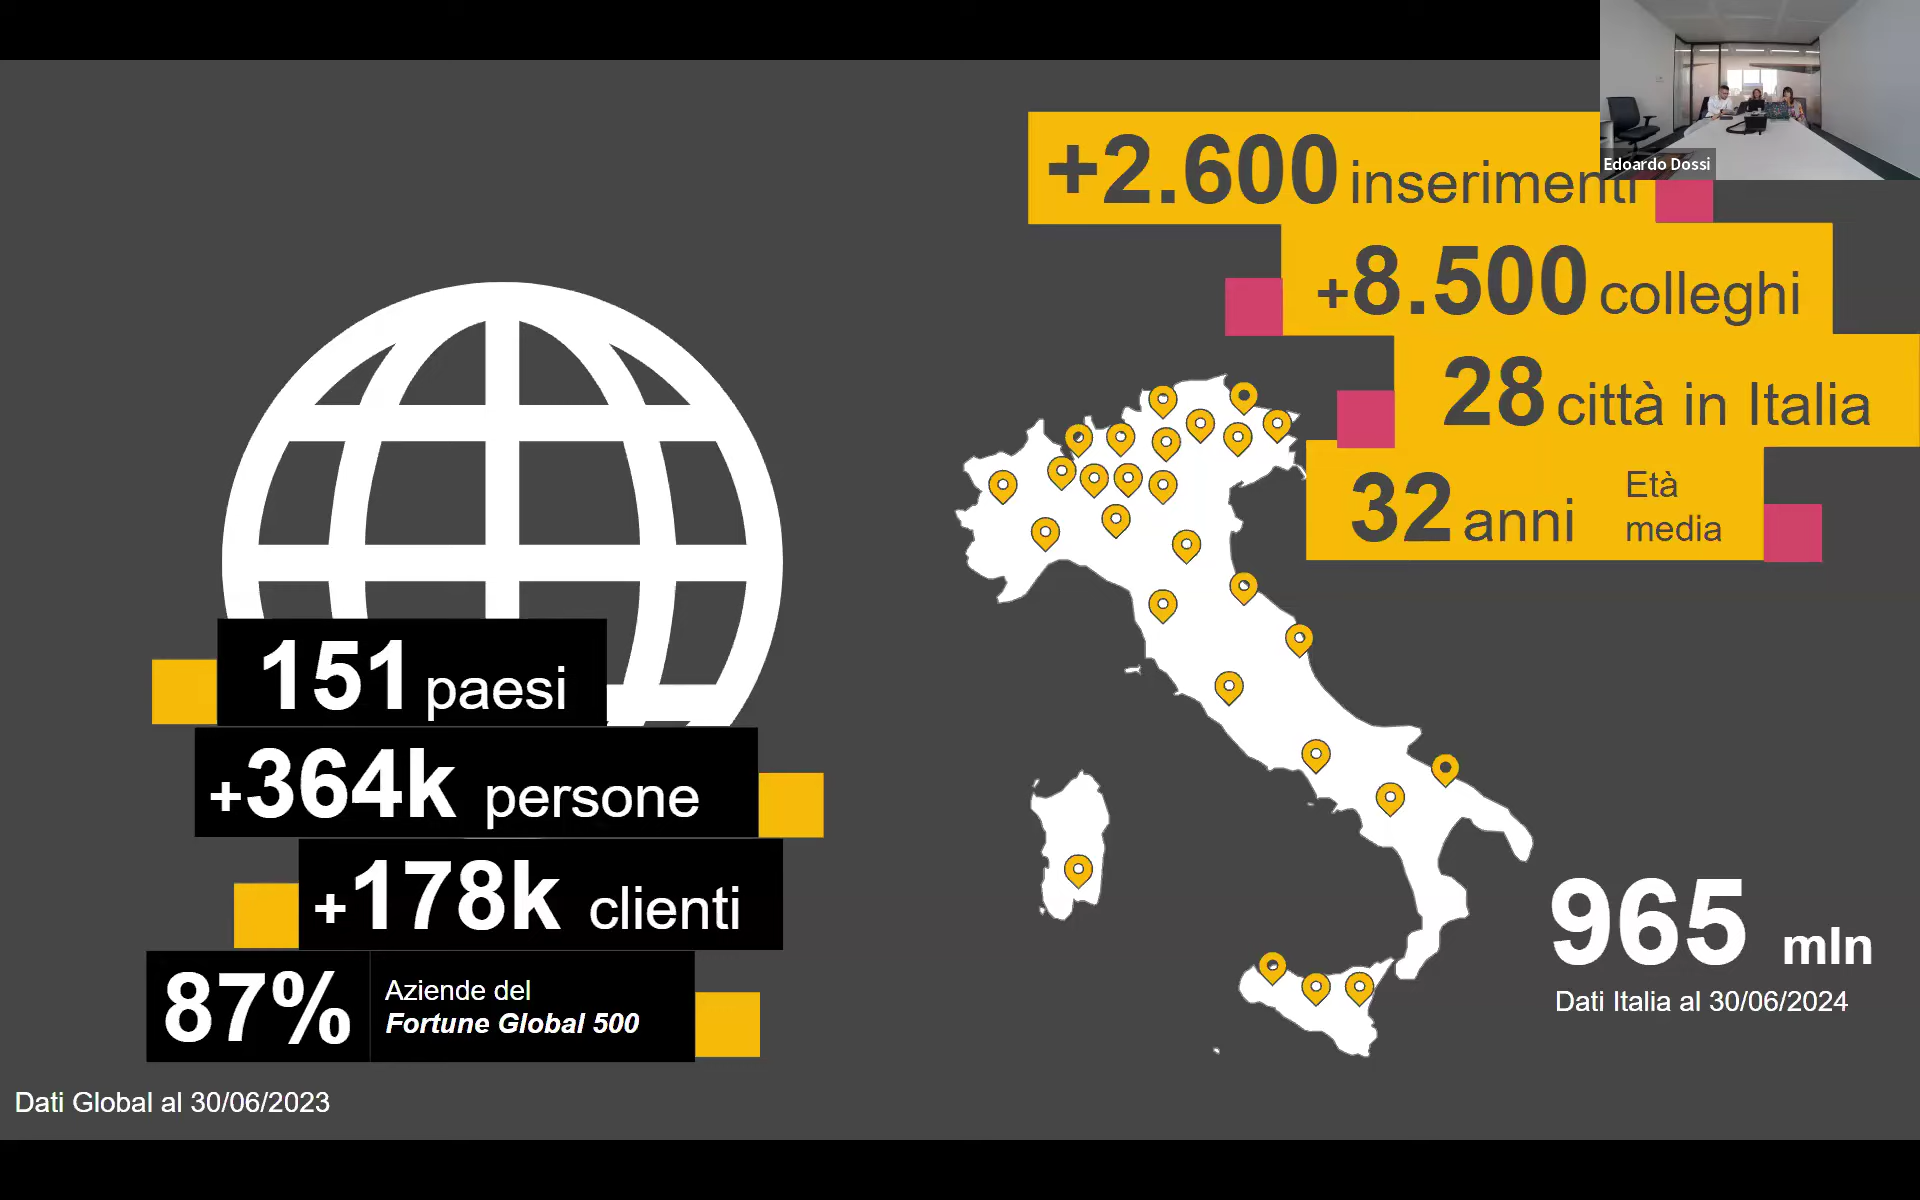 Edoardo Dossi
+2.600 inserimenti
+8.500 colleghi
28 città in Italia
32 anni
Età
media
151 paesi
+364k persone
+178k clienti
87%
Aziende del
Fortune Global 500
Dati Global al 30/06/2023
965 mln
Dati Italia al 30/06/2024